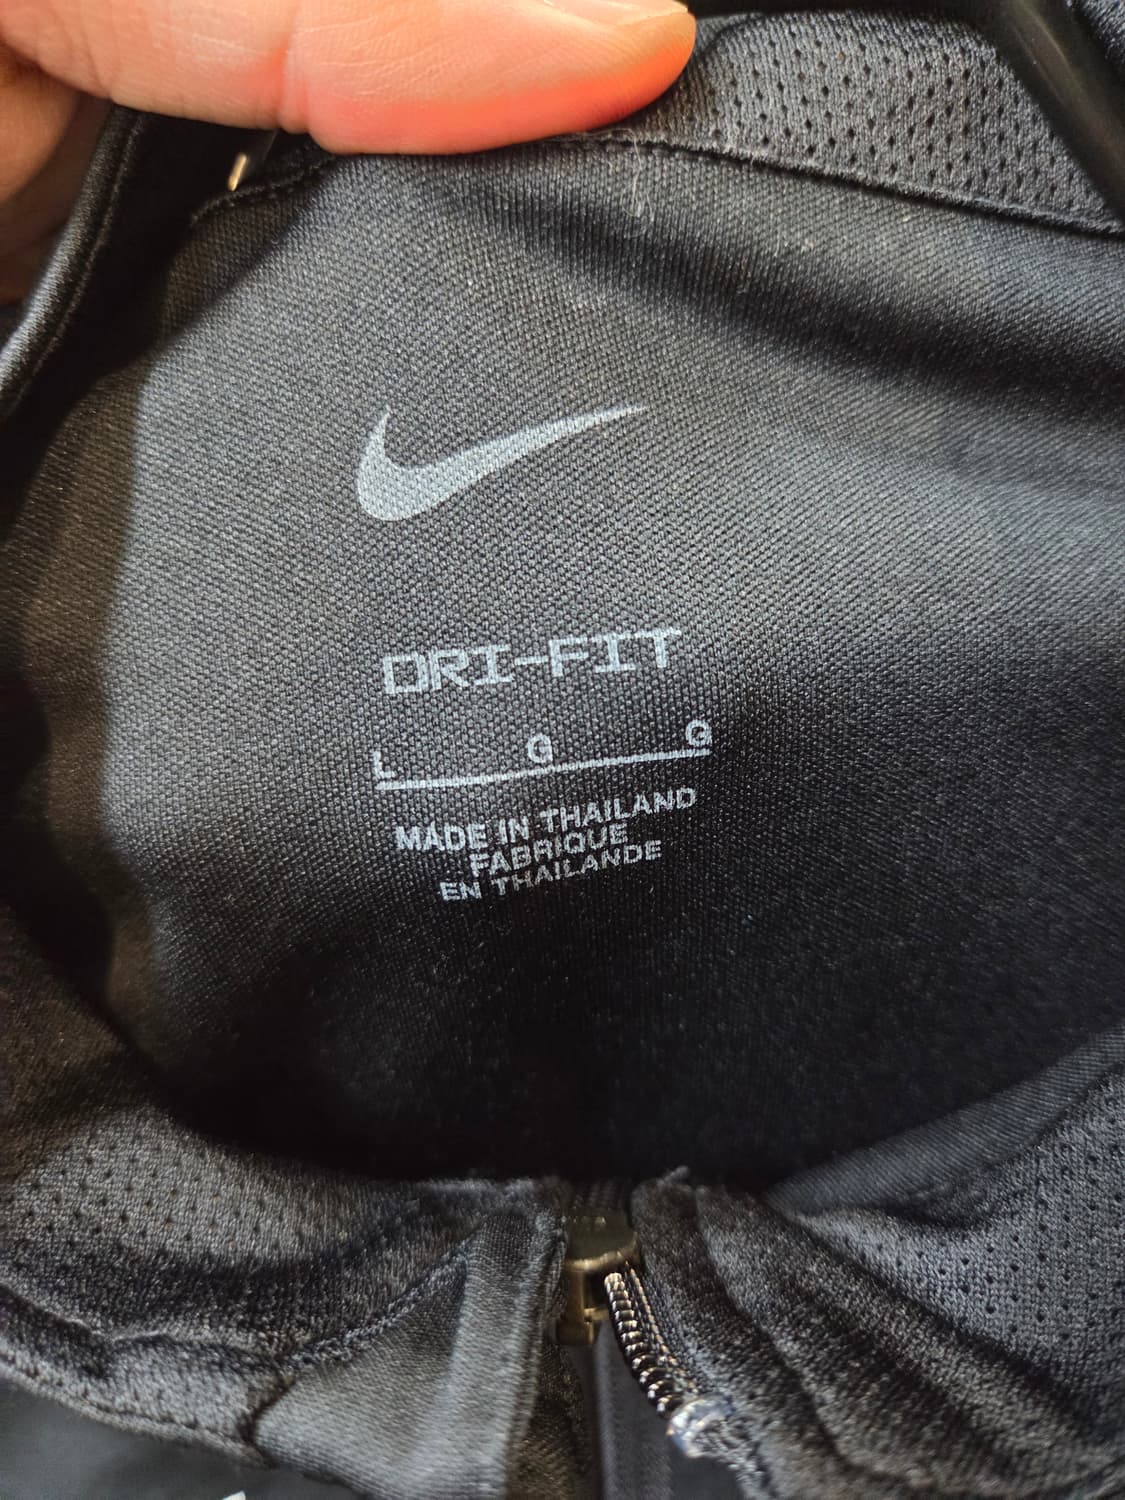 DRI-FIT
L G G
MADE IN THAILAND
FABRIQUE
EN THAILANDE